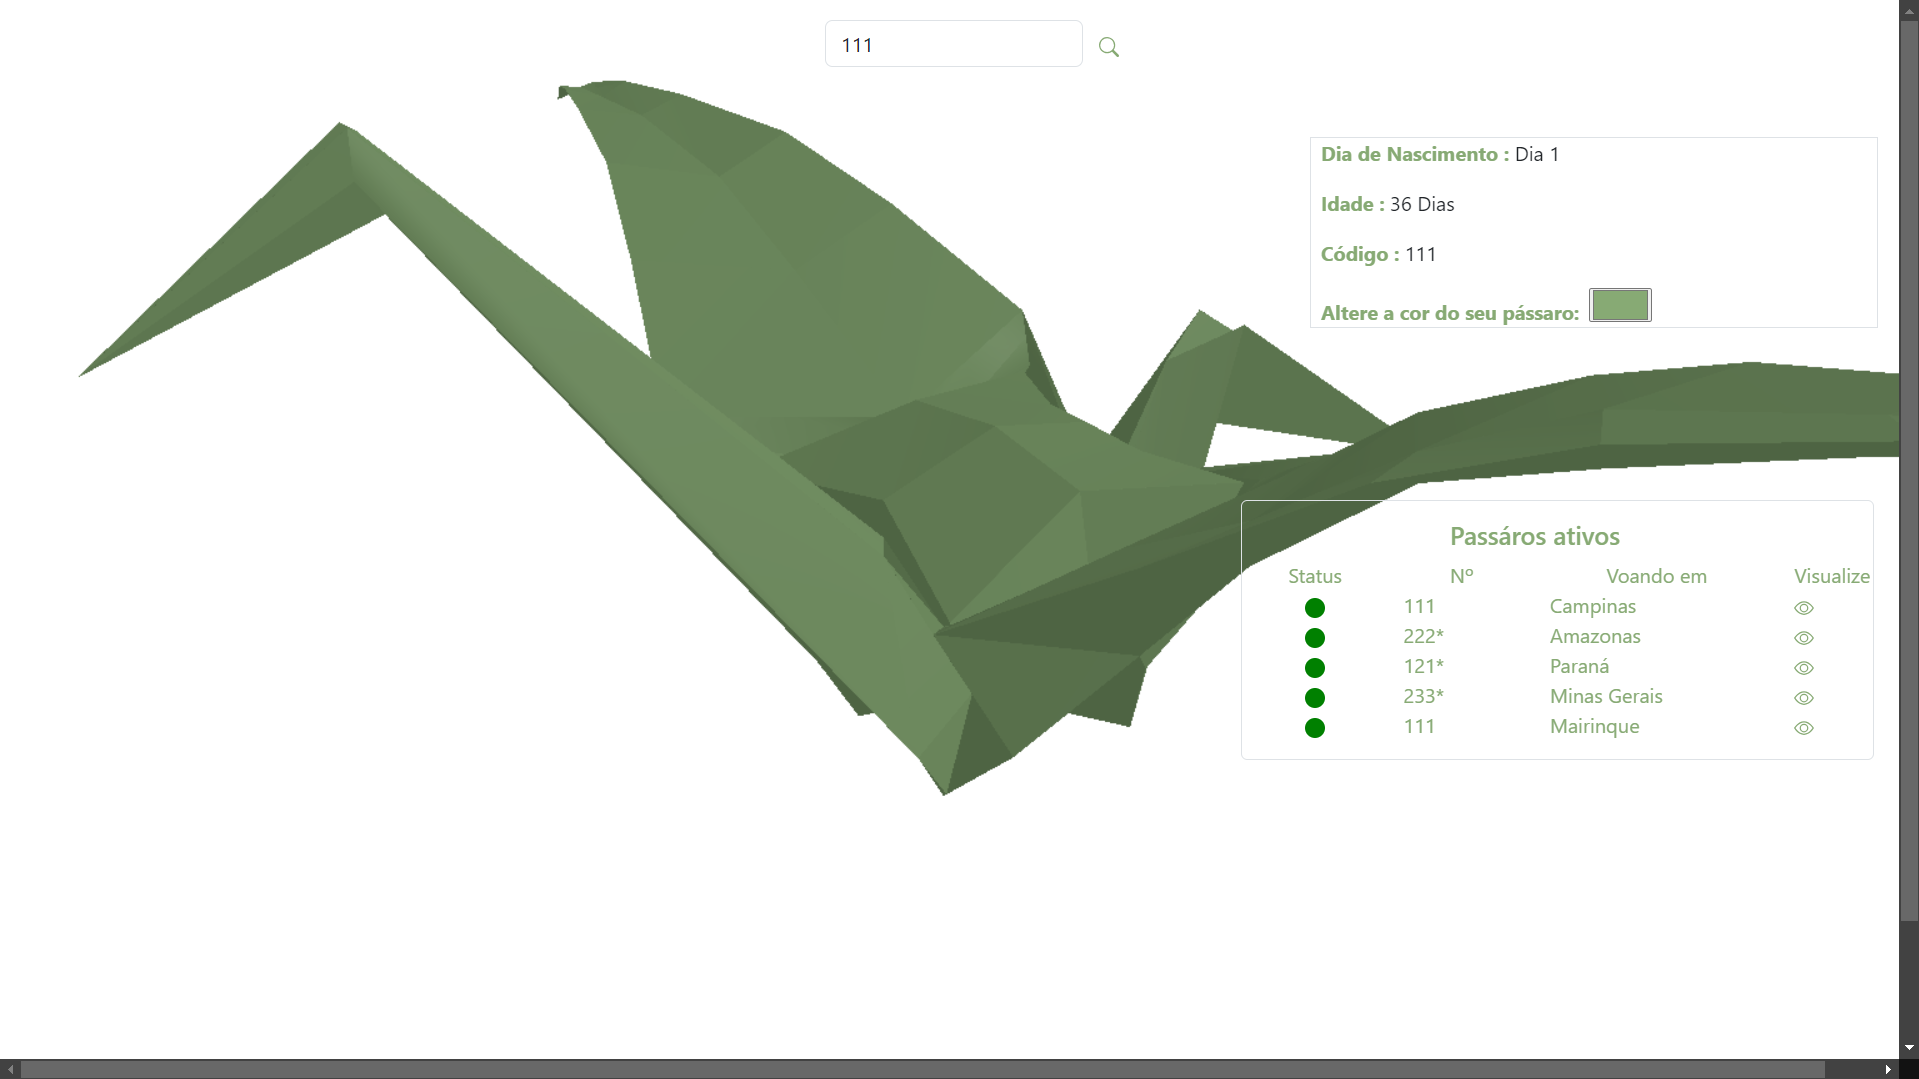 111
Dia de Nascimento : Dia 1
Idade : 36 Dias
Código : 111
Altere a cor do seu pássaro:
Passáros ativos
Status Nº Voando em Visualize
111 Campinas
222* Amazonas
121* Paraná
233* Minas Gerais
111 Mairinque